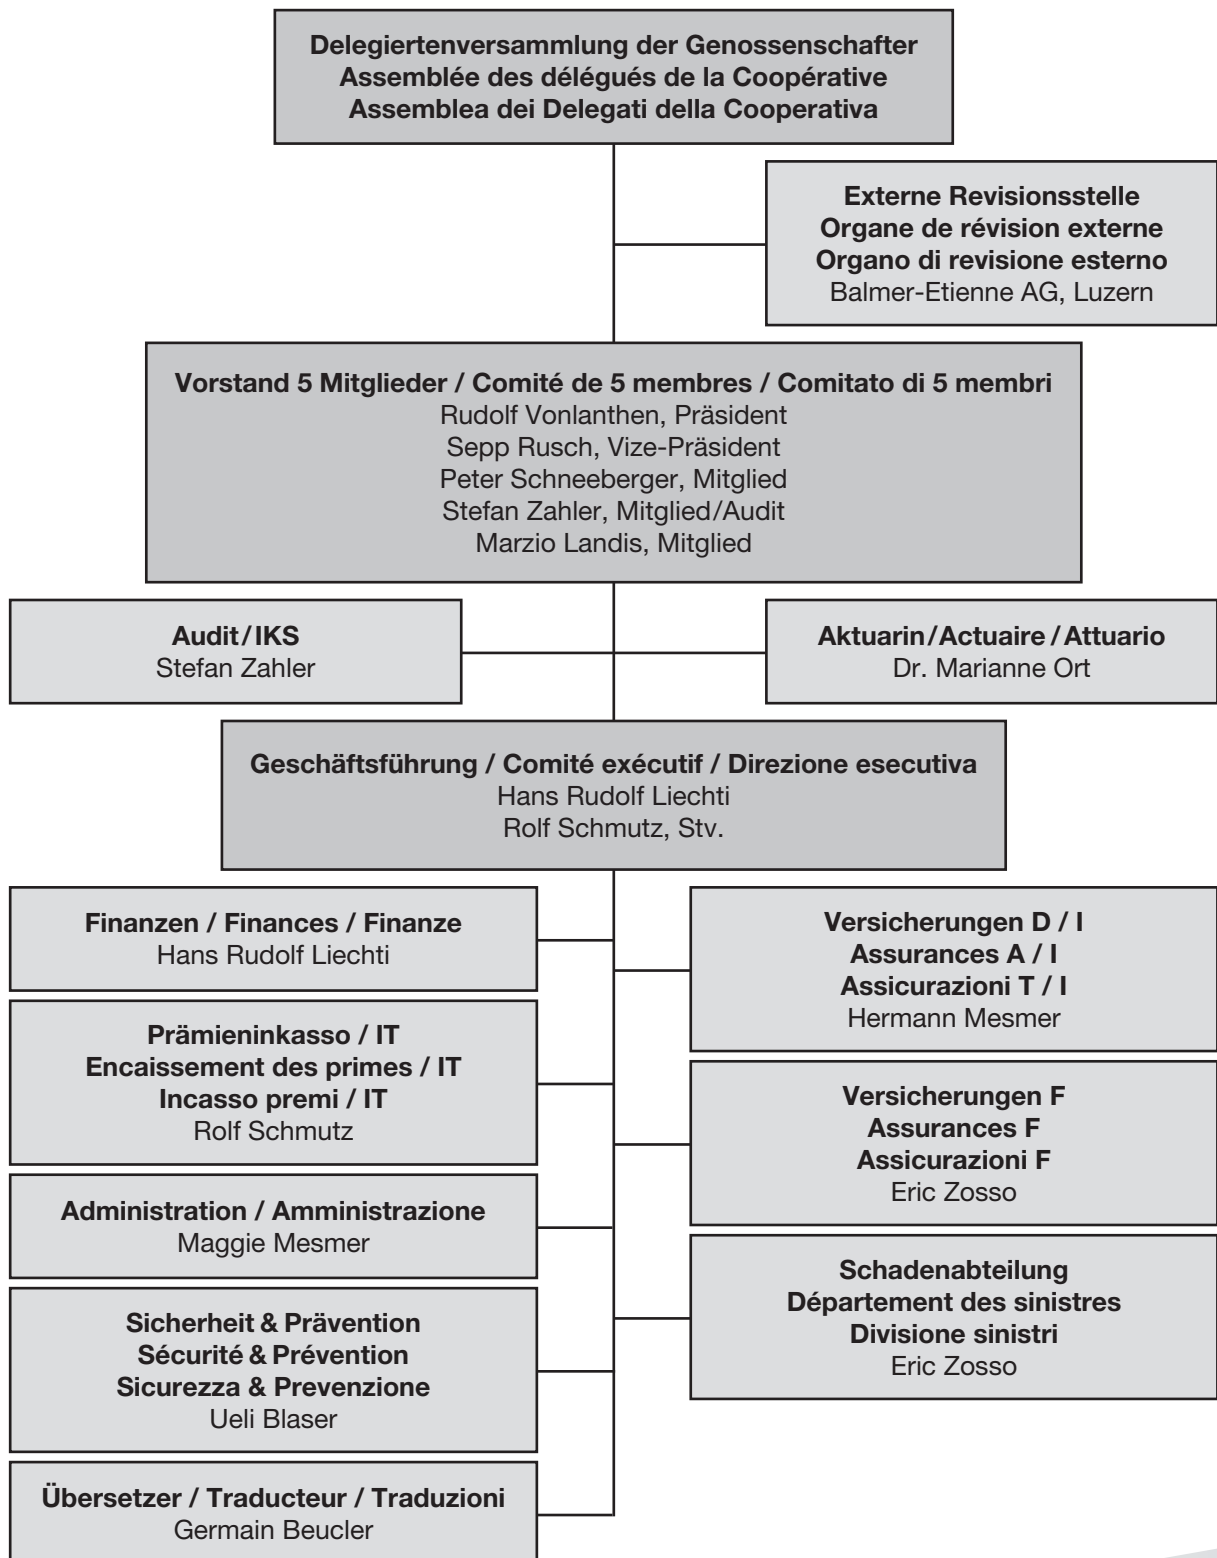 Delegiertenversammlung der Genossenschafter
Assemblée des délégués de la Coopérative
Assemblea dei Delegati della Cooperativa
Externe Revisionsstelle
Organe de révision externe
Organo di revisione esterno
Balmer-Etienne AG, Luzern
Vorstand 5 Mitglieder / Comité de 5 membres / Comitato di 5 membri
Rudolf Vonlanthen, Präsident
Sepp Rusch, Vize-Präsident
Peter Schneeberger, Mitglied
Stefan Zahler, Mitglied/Audit
Marzio Landis, Mitglied
Audit/IKS
Stefan Zahler
Aktuarin/Actuaire/Attuario
Dr. Marianne Ort
Geschäftsführung / Comité exécutif / Direzione esecutiva
Hans Rudolf Liechti
Rolf Schmutz, Stv.
Finanzen / Finances / Finanze
Hans Rudolf Liechti
Prämieninkasso / IT
Encaissement des primes / IT
Incasso premi / IT
Rolf Schmutz
Administration / Amministrazione
Maggie Mesmer
Sicherheit & Prävention
Sécurité & Prévention
Sicurezza & Prevenzione
Ueli Blaser
Übersetzer / Traducteur / Traduzioni
Germain Beucler
Versicherungen D / I
Assurances A / I
Assicurazioni T / I
Hermann Mesmer
Versicherungen F
Assurances F
Assicurazioni F
Eric Zosso
Schadenabteilung
Département des sinistres
Divisione sinistri
Eric Zosso